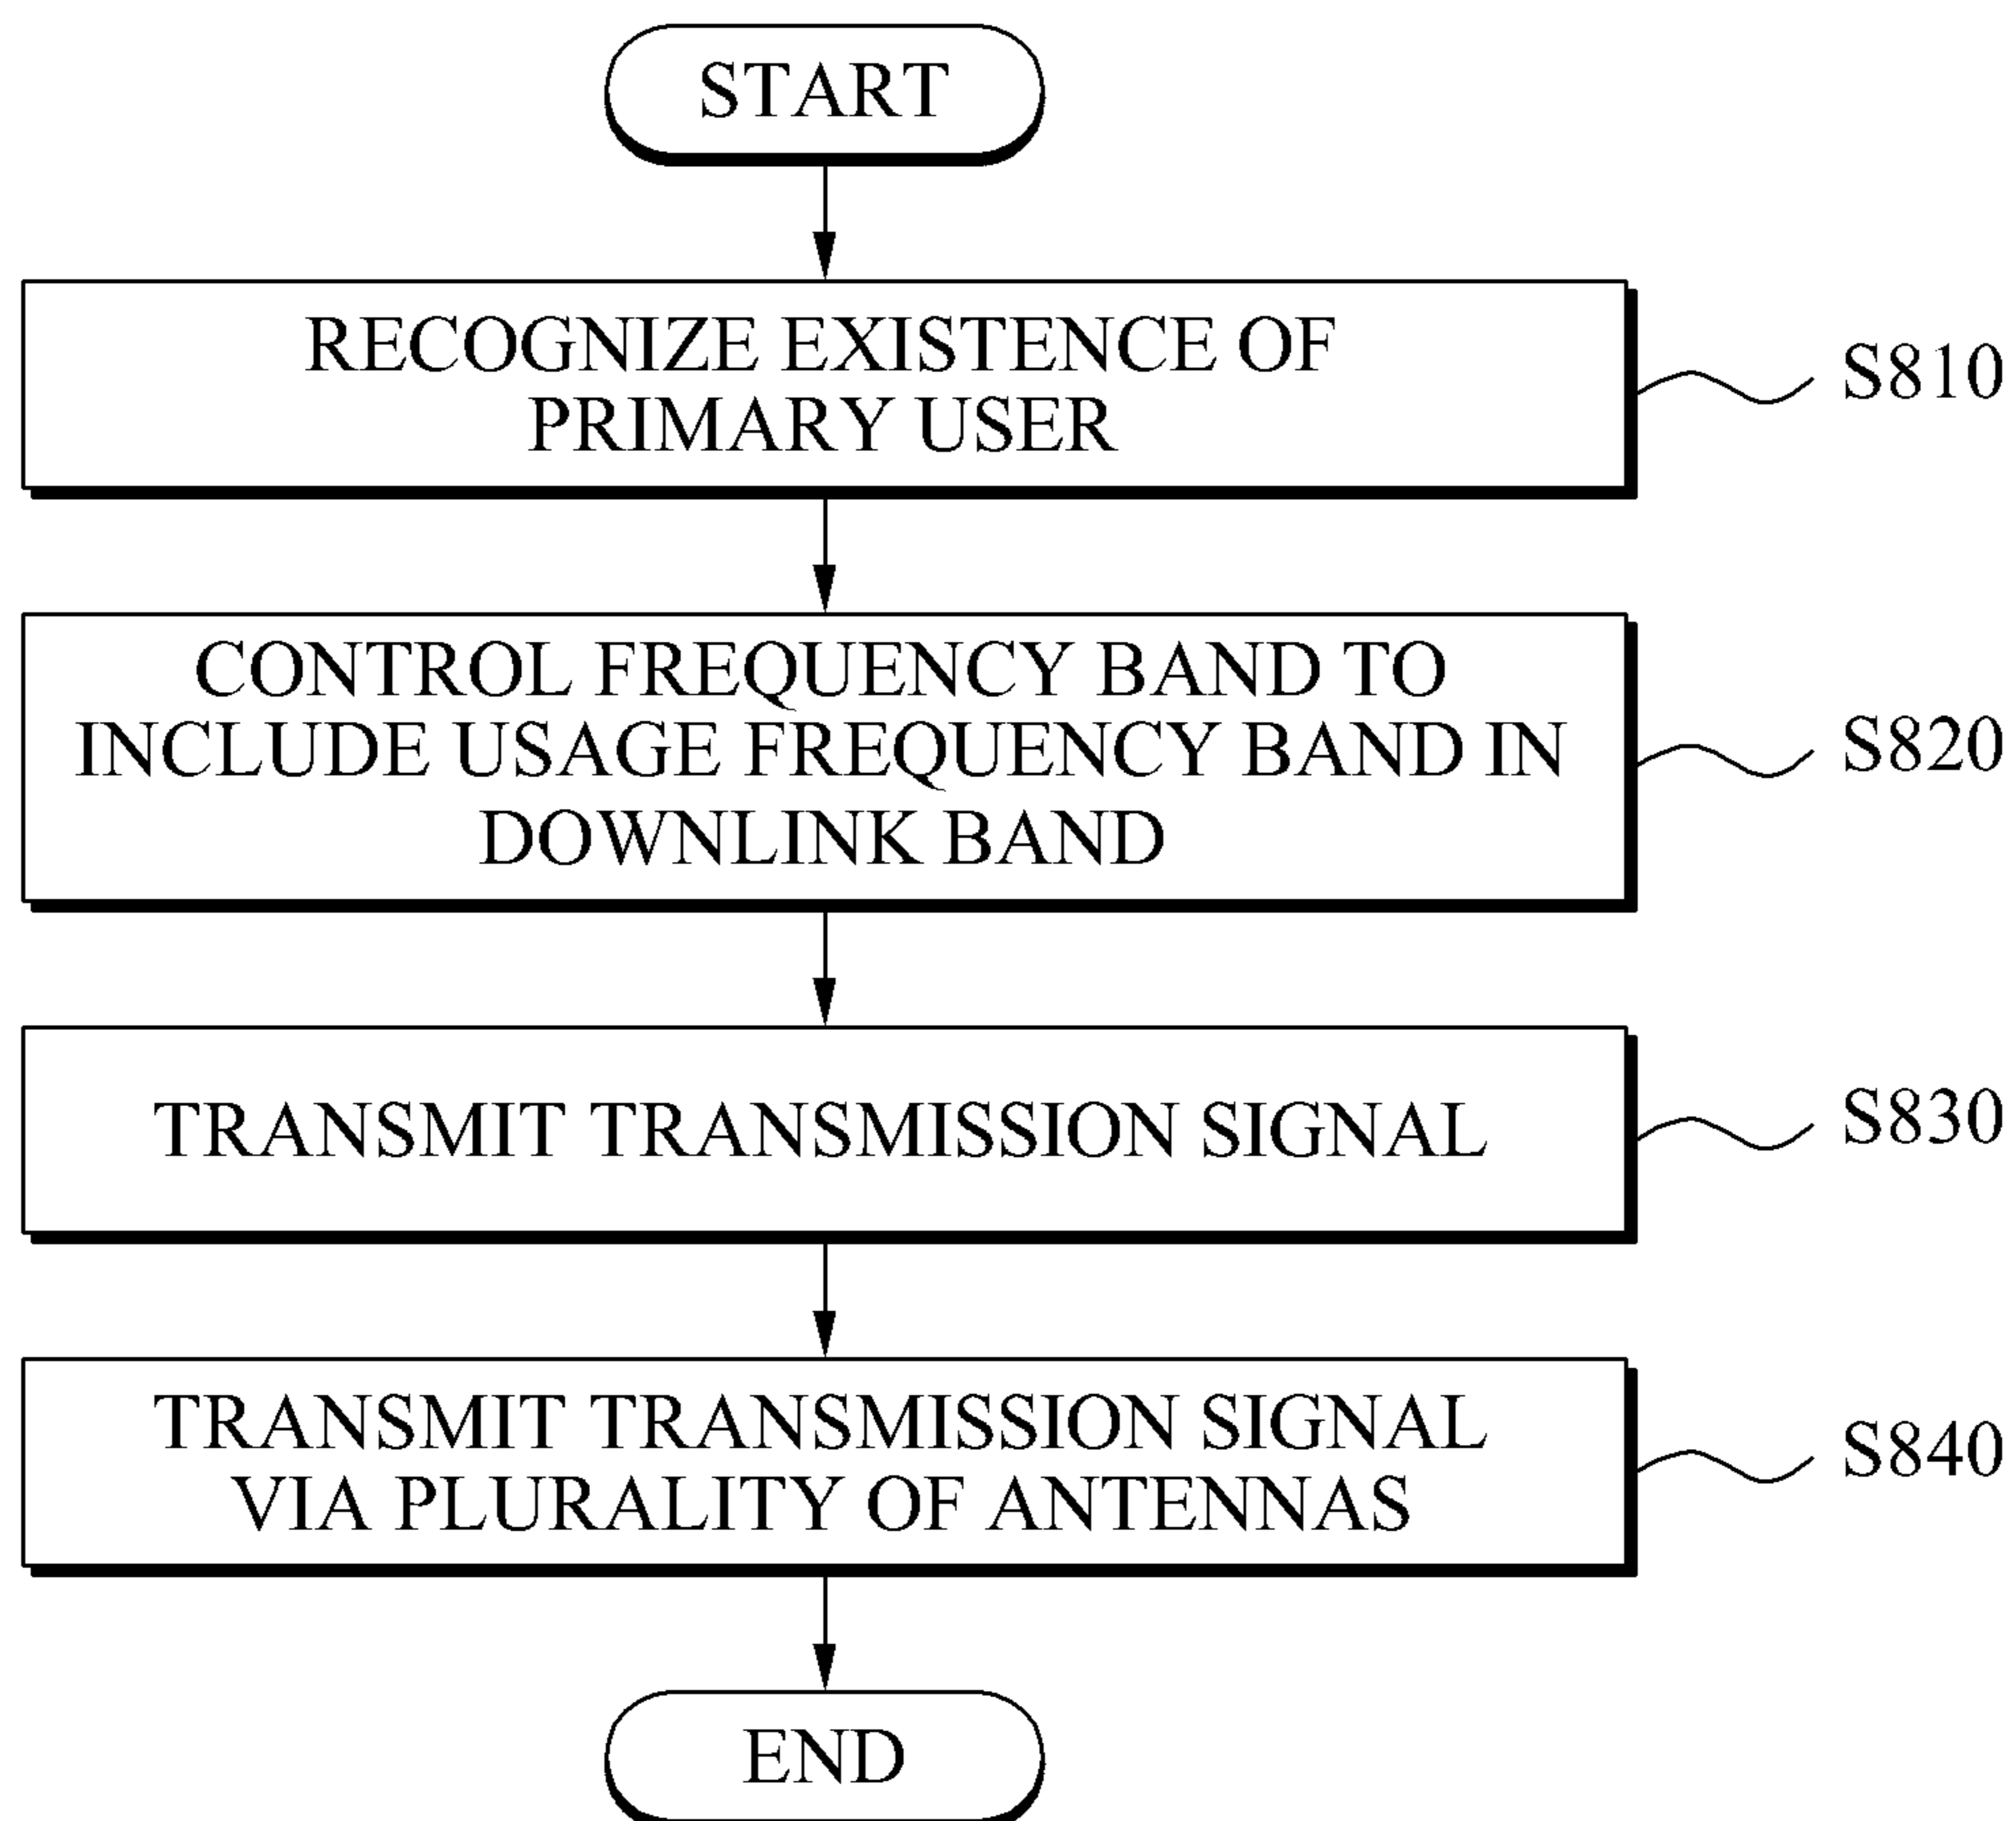 START
RECOGNIZE EXISTENCE OF
PRIMARY USER
S810
CONTROL FREQUENCY BAND TO
INCLUDE USAGE FREQUENCY BAND IN
DOWNLINK BAND
S820
TRANSMIT TRANSMISSION SIGNAL
S830
TRANSMIT TRANSMISSION SIGNAL
VIA PLURALITY OF ANTENNAS
S840
END